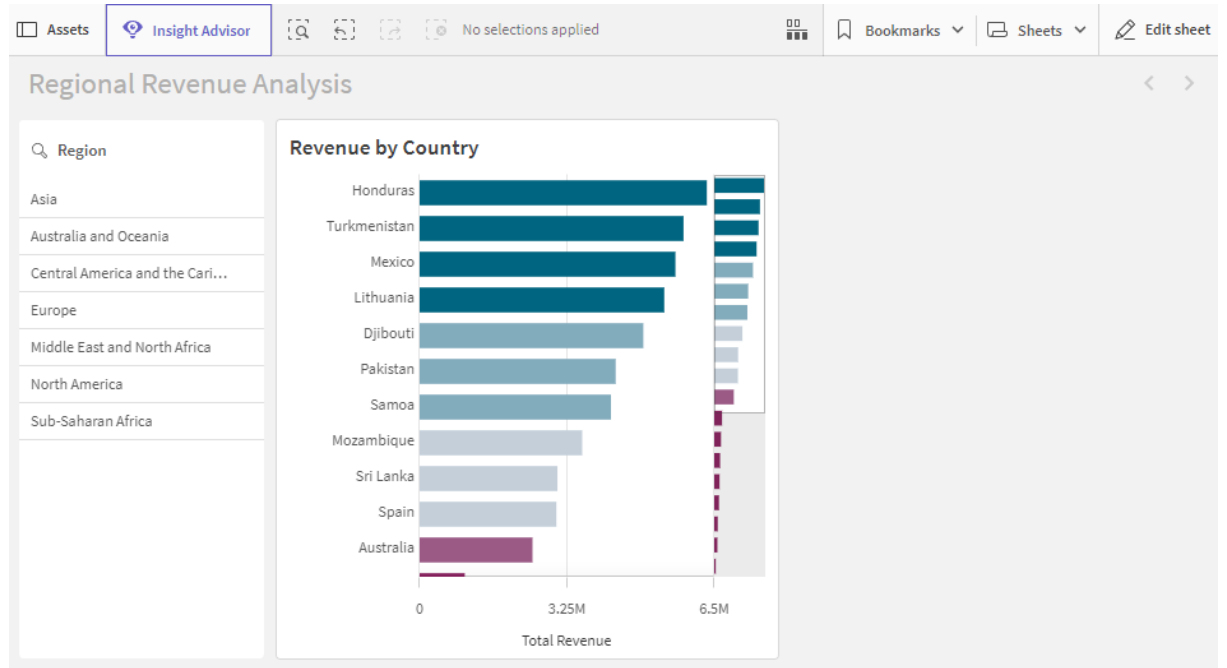 Assets Insight Advisor No selections applied Bookmarks Sheets Edit sheet
Regional Revenue Analysis
Region
Asia
Australia and Oceania
Central America and the Cari...
Europe
Middle East and North Africa
North America
Sub-Saharan Africa
Revenue by Country
Honduras
Turkmenistan
Mexico
Lithuania
Djibouti
Pakistan
Samoa
Mozambique
Sri Lanka
Spain
Australia
0 3.25M 6.5M
Total Revenue